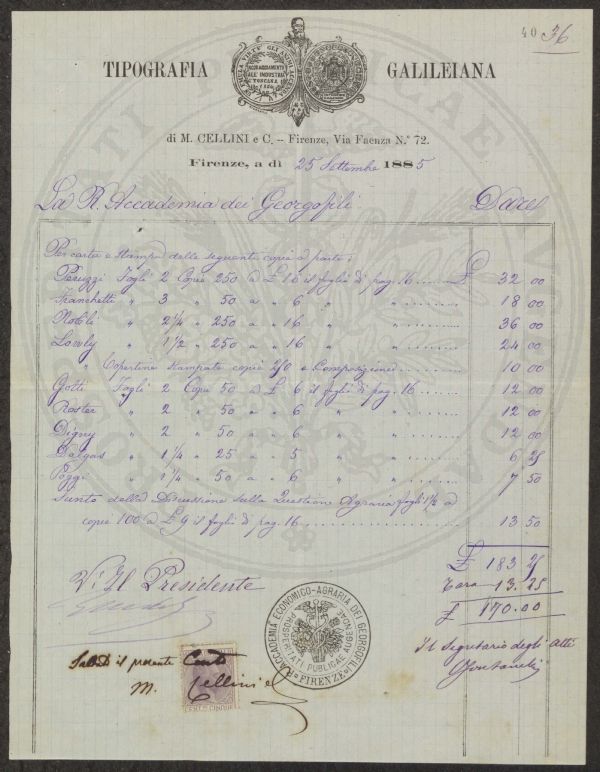 40 36
TIPOGRAFIA GALILEIANA
INCORAGGIAMENTO
ALE INDUSTRIA
TOSCANA
di M. CELLINI e C. — Firenze, Via Faenza N.° 72.
Firenze, a dì 25 Settembre 1885
La R. Accademia dei Georgofili Dare
Per carta e stampa delle seguenti copie a parte:
Peruzzi Fogli 2 Copie 250 a £ 16 il foglio di pag. 16 ...... £ 32 00
Franchetti " 3 " 50 a " 6 " " ......... 18 00
Nobili " 2 1/4 " 250 a " 16 " " ......... 36 00
" 1 1/2 " 250 a " 16 " " ......... 24 00
" Copertine stampate copie 250 e Composizione ......... 10 00
Gotti Fogli 2 Copie 50 a £ 6 il foglio di pag. 16 ...... 12 00
Roster " 2 " 50 a " 6 " " ......... 12 00
Digny " 2 " 50 a " 6 " " ......... 12 00
Dalgas " 1 1/4 " 25 a " 5 " " ......... 6 25
Poggi " 1 1/4 " 50 a " 6 " " ......... 7 50
Sunto della Discussione sulla Questione Agraria fogli 1 1/2 a
copie 100 a £ 9 il foglio di pag. 16 ......... 13 50
£ 183 25
Tara 13.25
£ 170.00
V.° Il Presidente
R. ACCADEMIA ECONOMICO-AGRARIA DEI GEORGOFILI
PROSPERITATI PUBLICAE AUGENDAE
FIRENZE
Il Segretario degli atti
Saldato il presente Conto
M. Cellini e C.
CENT. CINQUE